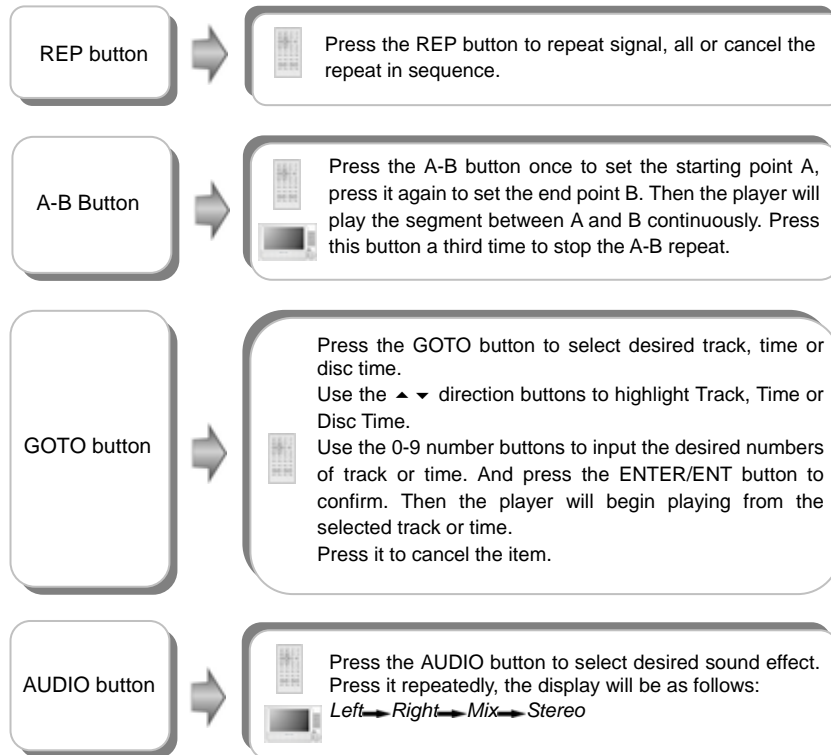 REP button
Press the REP button to repeat signal, all or cancel the
repeat in sequence.
A-B Button
Press the A-B button once to set the starting point A,
press it again to set the end point B. Then the player will
play the segment between A and B continuously. Press
this button a third time to stop the A-B repeat.
GOTO button
Press the GOTO button to select desired track, time or
disc time.
Use the ▲ ▼ direction buttons to highlight Track, Time or
Disc Time.
Use the 0-9 number buttons to input the desired numbers
of track or time. And press the ENTER/ENT button to
confirm. Then the player will begin playing from the
selected track or time.
Press it to cancel the item.
AUDIO button
Press the AUDIO button to select desired sound effect.
Press it repeatedly, the display will be as follows:
Left→Right→Mix→Stereo